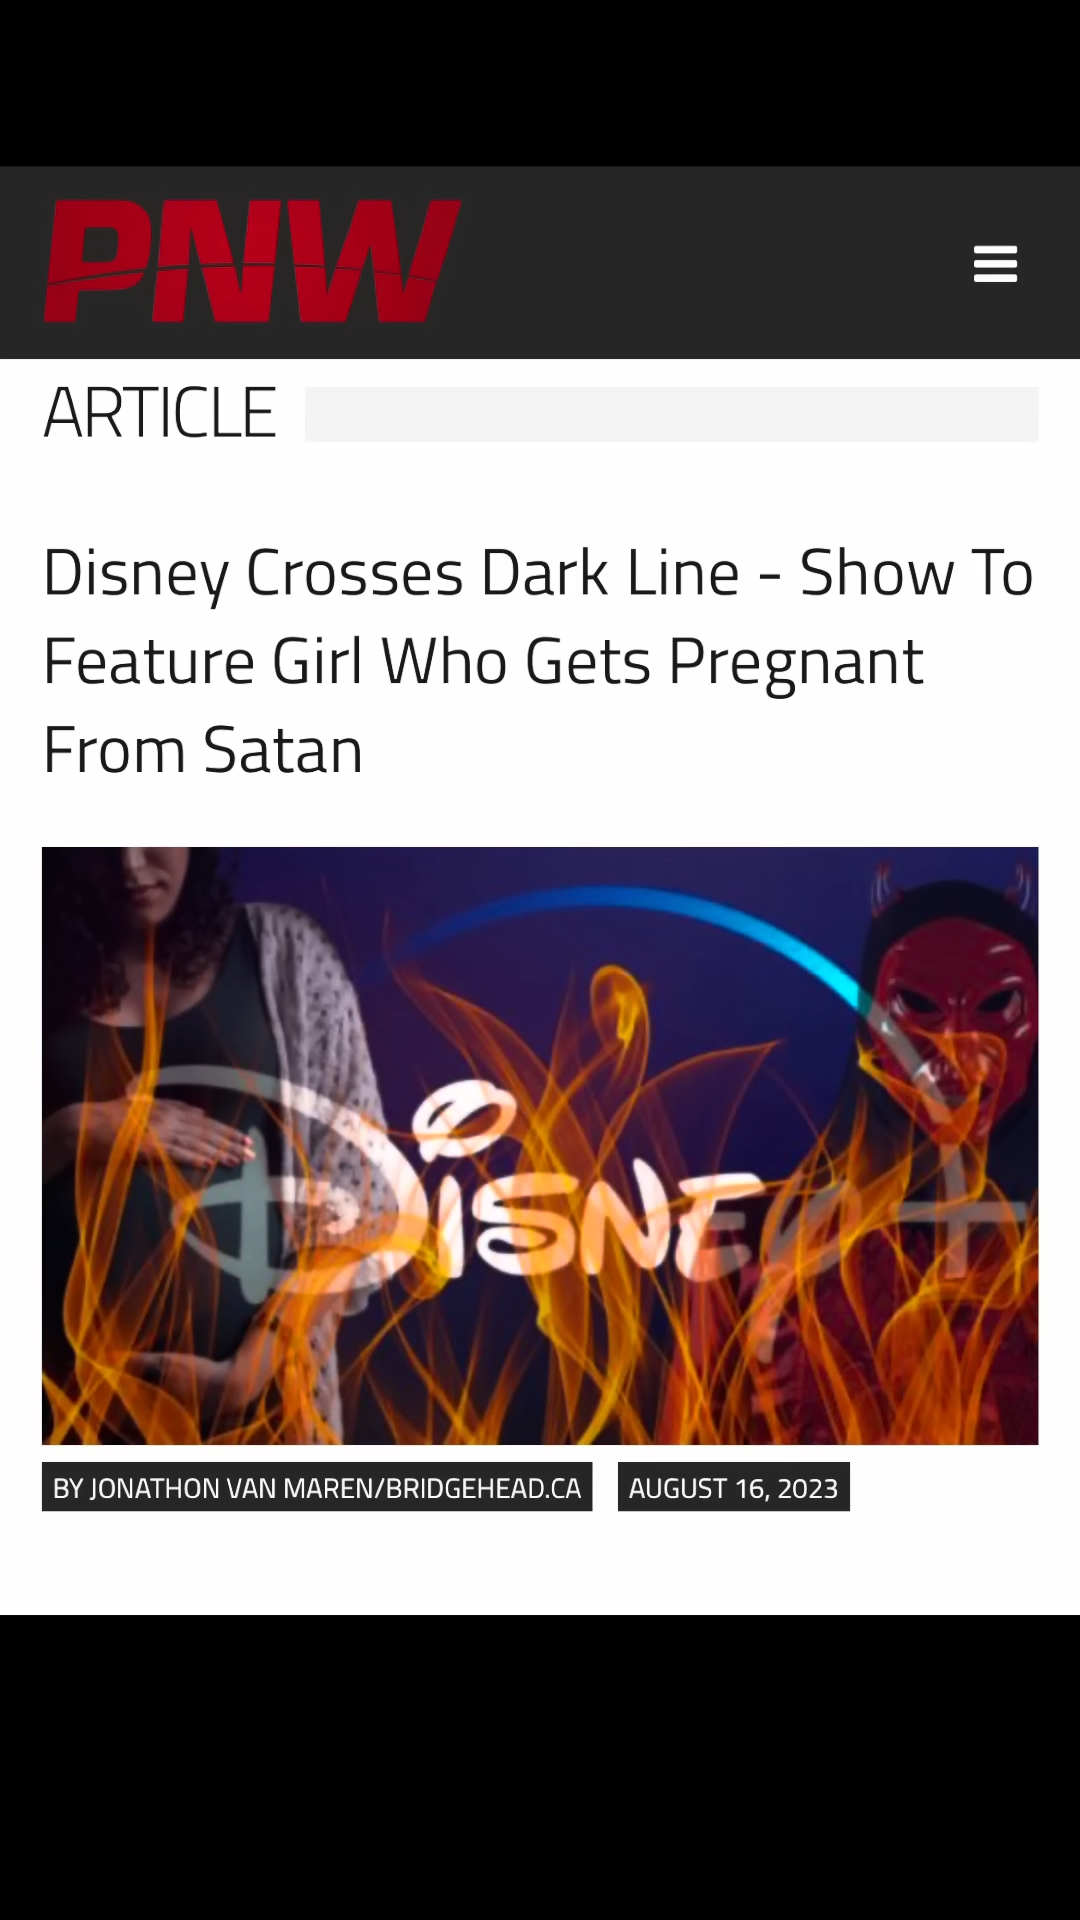 PNW
ARTICLE
Disney Crosses Dark Line - Show To
Feature Girl Who Gets Pregnant
From Satan
Disney+
BY JONATHON VAN MAREN/BRIDGEHEAD.CA
AUGUST 16, 2023